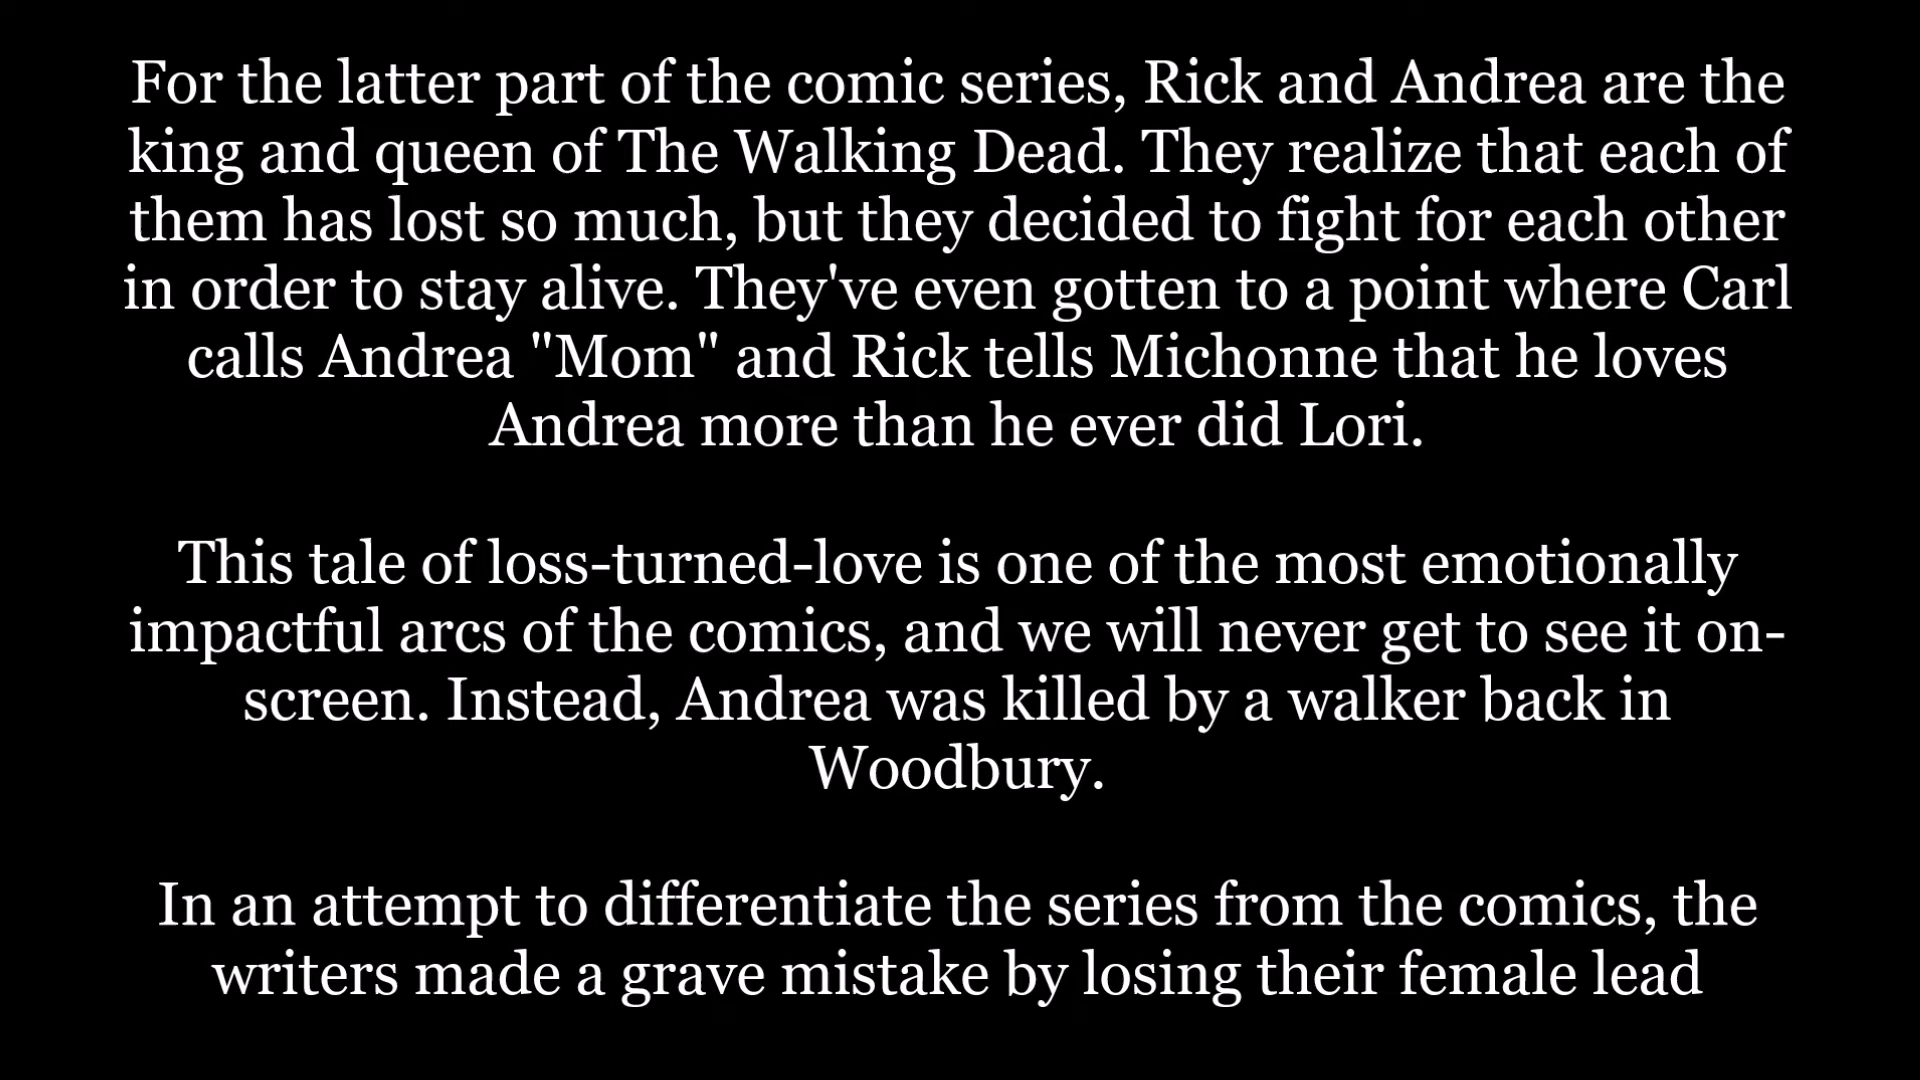 For the latter part of the comic series, Rick and Andrea are the
king and queen of The Walking Dead. They realize that each of
them has lost so much, but they decided to fight for each other
in order to stay alive. They've even gotten to a point where Carl
calls Andrea "Mom" and Rick tells Michonne that he loves
Andrea more than he ever did Lori.
This tale of loss-turned-love is one of the most emotionally
impactful arcs of the comics, and we will never get to see it on-
screen. Instead, Andrea was killed by a walker back in
Woodbury.
In an attempt to differentiate the series from the comics, the
writers made a grave mistake by losing their female lead